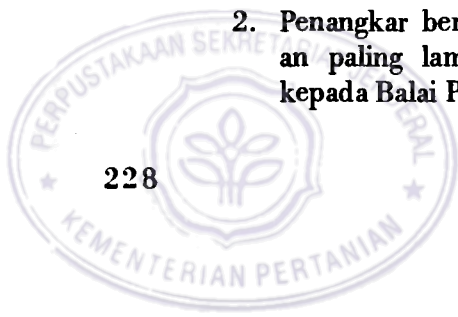 2. Penangkar ber
an paling lam
kepada Balai P
228
PERPUSTAKAAN SEKRETARIAT JENDERAL
KEMENTERIAN PERTANIAN